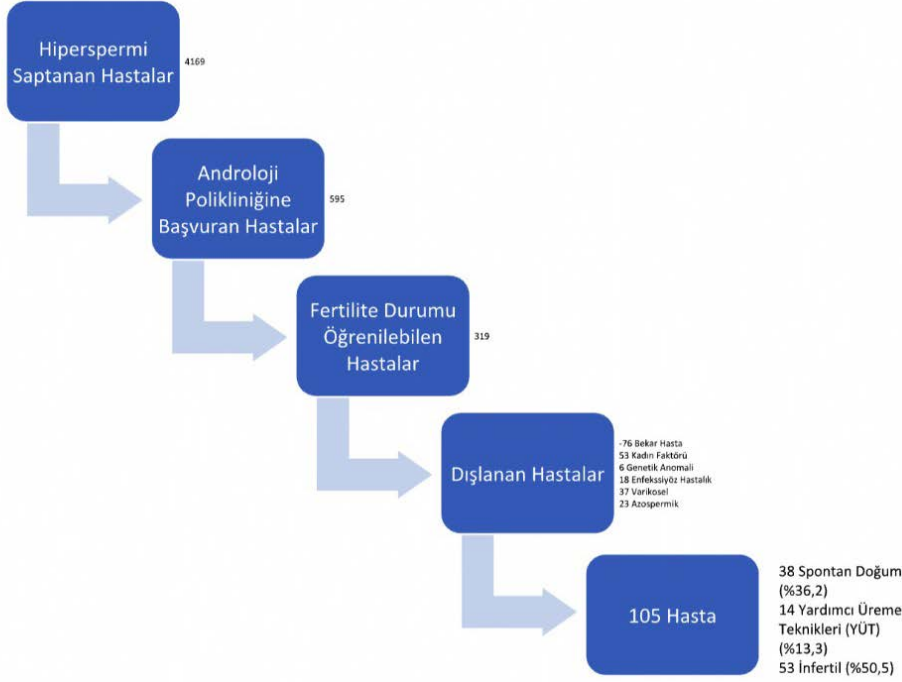 Hiperspermi
Saptanan Hastalar
4169
Androloji
Polikliniğine
Başvuran Hastalar
595
Fertilite Durumu
Öğrenilebilen
Hastalar
319
Dışlanan Hastalar
-76 Bekar Hasta
53 Kadın Faktörü
6 Genetik Anomali
18 Enfekssiyöz Hastalık
37 Varikosel
23 Azospermik
105 Hasta
38 Spontan Doğum
(%36,2)
14 Yardımcı Üreme
Teknikleri (YÜT)
(%13,3)
53 İnfertil (%50,5)